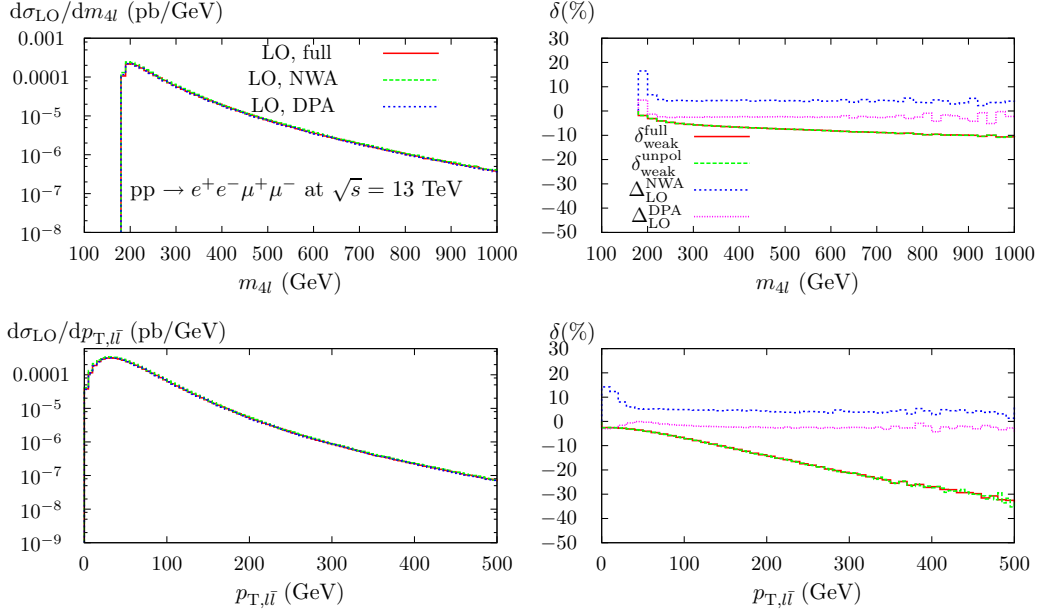 dσ_LO/dm_4l (pb/GeV)
0.001
0.0001
10^−5
10^−6
10^−7
10^−8
LO, full
LO, NWA
LO, DPA
pp → e^+e^−μ^+μ^− at √s = 13 TeV
100 200 300 400 500 600 700 800 900 1000
m_4l (GeV)
δ(%)
30
20
10
0
−10
−20
−30
−40
−50
δ^full_weak
δ^unpol_weak
Δ^NWA_LO
Δ^DPA_LO
100 200 300 400 500 600 700 800 900 1000
m_4l (GeV)
dσ_LO/dp_T,ll̄ (pb/GeV)
0.0001
10^−5
10^−6
10^−7
10^−8
10^−9
0 100 200 300 400 500
p_T,ll̄ (GeV)
δ(%)
30
20
10
0
−10
−20
−30
−40
−50
0 100 200 300 400 500
p_T,ll̄ (GeV)